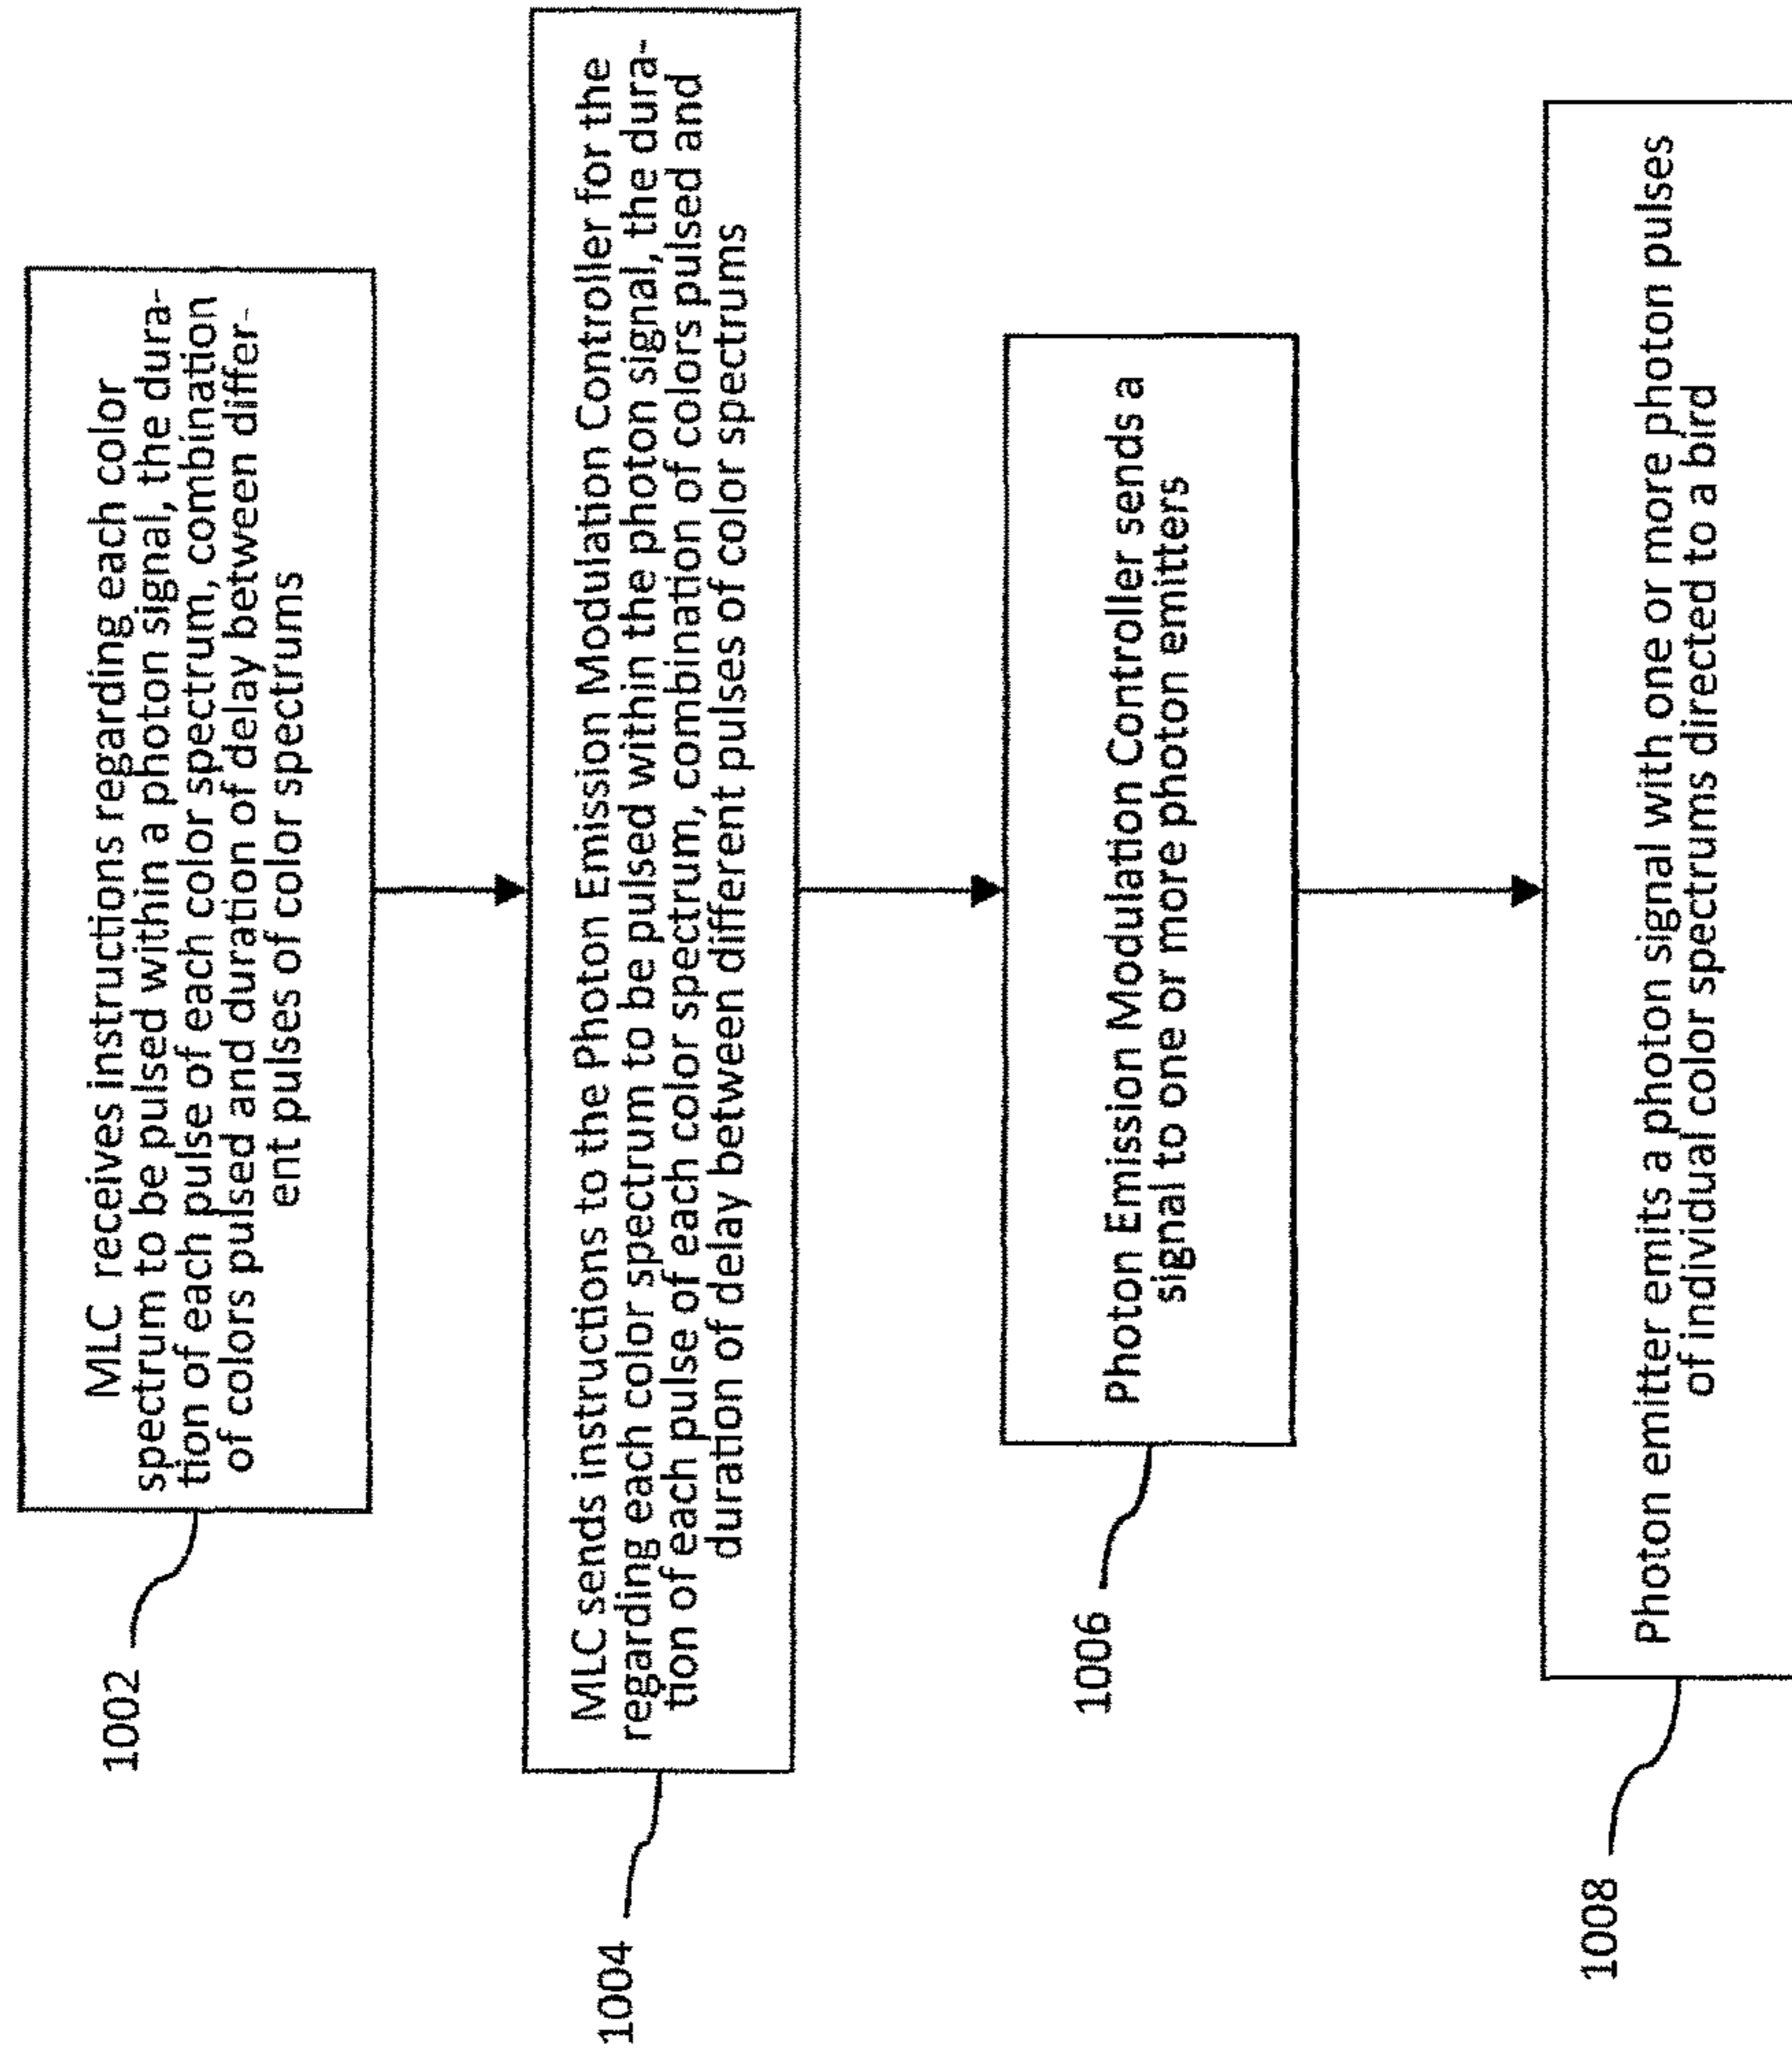 1002
MLC receives instructions regarding each color
spectrum to be pulsed within a photon signal, the dura-
tion of each pulse of each color spectrum, combination
of colors pulsed and duration of delay between differ-
ent pulses of color spectrums
1004
MLC sends instructions to the Photon Emission Modulation Controller for the
regarding each color spectrum to be pulsed within the photon signal, the dura-
tion of each pulse of each color spectrum, combination of colors pulsed and
duration of delay between different pulses of color spectrums
1006
Photon Emission Modulation Controller sends a
signal to one or more photon emitters
1008
Photon emitter emits a photon signal with one or more photon pulses
of individual color spectrums directed to a bird